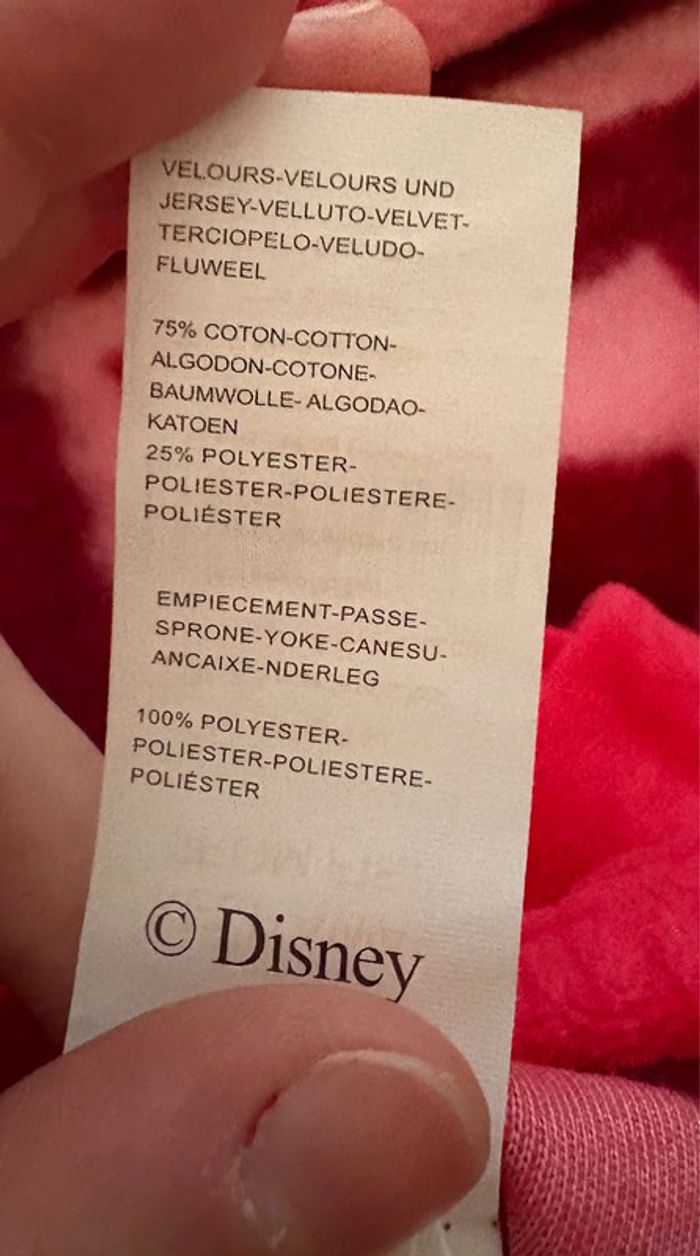 VELOURS-VELOURS UND
JERSEY-VELLUTO-VELVET-
TERCIOPELO-VELUDO-
FLUWEEL
75% COTON-COTTON-
ALGODON-COTONE-
BAUMWOLLE- ALGODAO-
KATOEN
25% POLYESTER-
POLIESTER-POLIESTERE-
POLIÉSTER
EMPIECEMENT-PASSE-
SPRONE-YOKE-CANESU-
ANCAIXE-NDERLEG
100% POLYESTER-
POLIESTER-POLIESTERE-
POLIÉSTER
© Disney